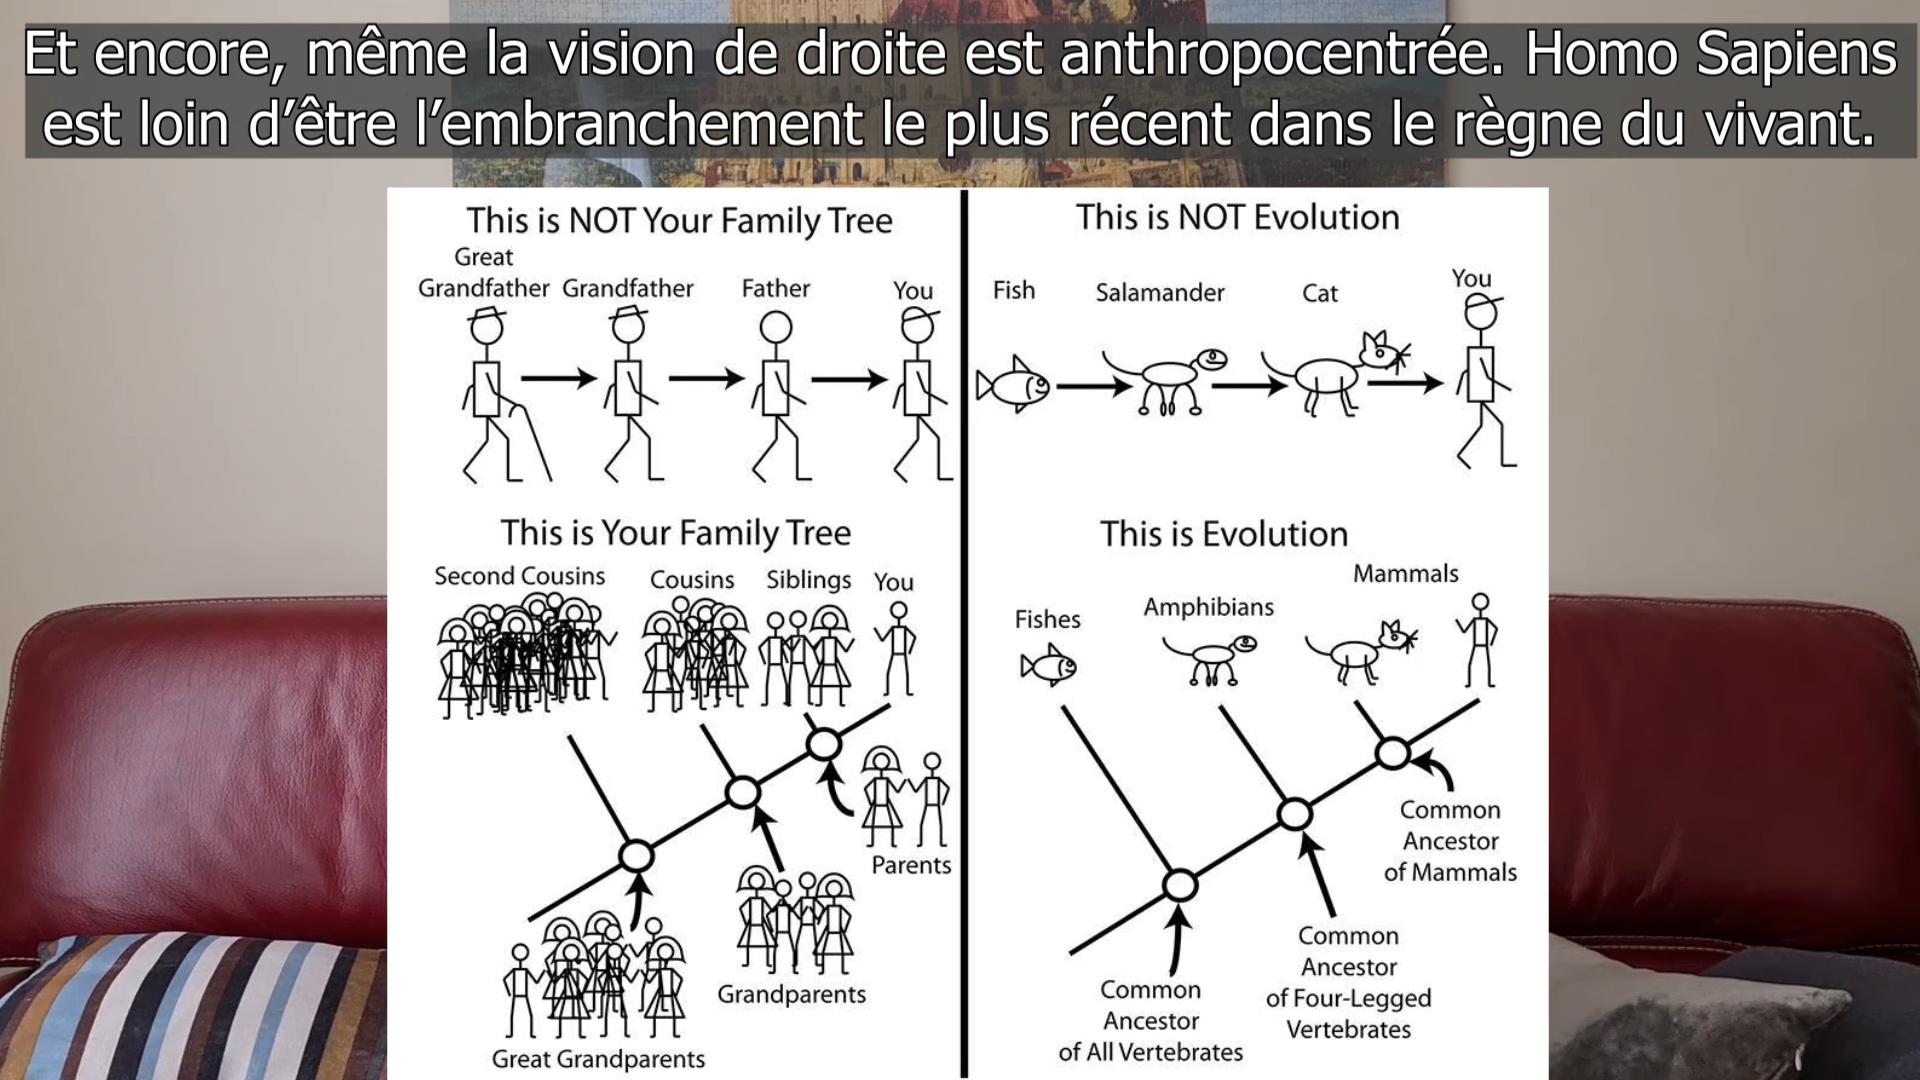 Et encore, même la vision de droite est anthropocentrée. Homo Sapiens
est loin d’être l’embranchement le plus récent dans le règne du vivant.
This is NOT Your Family Tree
Great
Grandfather
Grandfather
Father
You
This is NOT Evolution
Fish
Salamander
Cat
You
This is Your Family Tree
Second Cousins
Cousins
Siblings
You
Parents
Grandparents
Great Grandparents
This is Evolution
Fishes
Amphibians
Mammals
Common
Ancestor
of Mammals
Common
Ancestor
of Four-Legged
Vertebrates
Common
Ancestor
of All Vertebrates